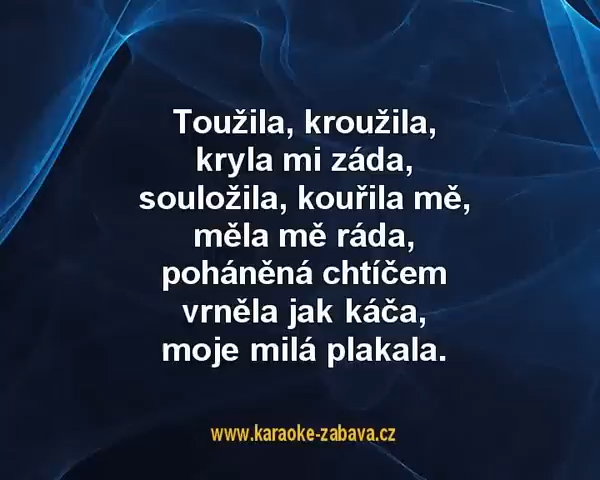 Toužila, kroužila,
kryla mi záda,
souložila, kouřila mě,
měla mě ráda,
poháněná chtíčem
vrněla jak káča,
moje milá plakala.
www.karaoke-zabava.cz